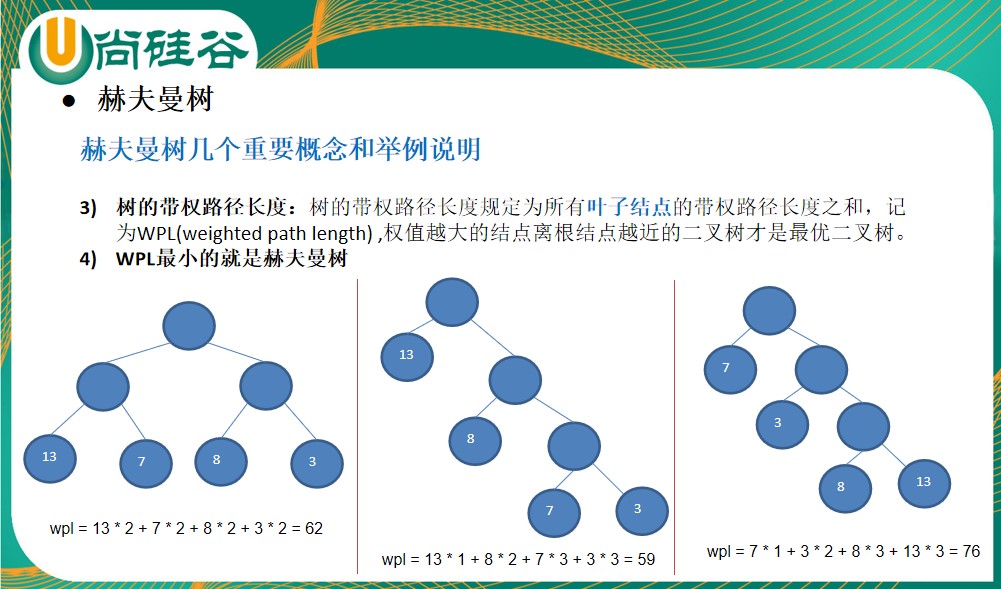 U尚硅谷
● 赫夫曼树
赫夫曼树几个重要概念和举例说明
3) 树的带权路径长度：树的带权路径长度规定为所有叶子结点的带权路径长度之和，记
为WPL(weighted path length) ,权值越大的结点离根结点越近的二叉树才是最优二叉树。
4) WPL最小的就是赫夫曼树
13
7
8
3
wpl = 13 * 2 + 7 * 2 + 8 * 2 + 3 * 2 = 62
13
8
7
3
wpl = 13 * 1 + 8 * 2 + 7 * 3 + 3 * 3 = 59
7
3
8
13
wpl = 7 * 1 + 3 * 2 + 8 * 3 + 13 * 3 = 76